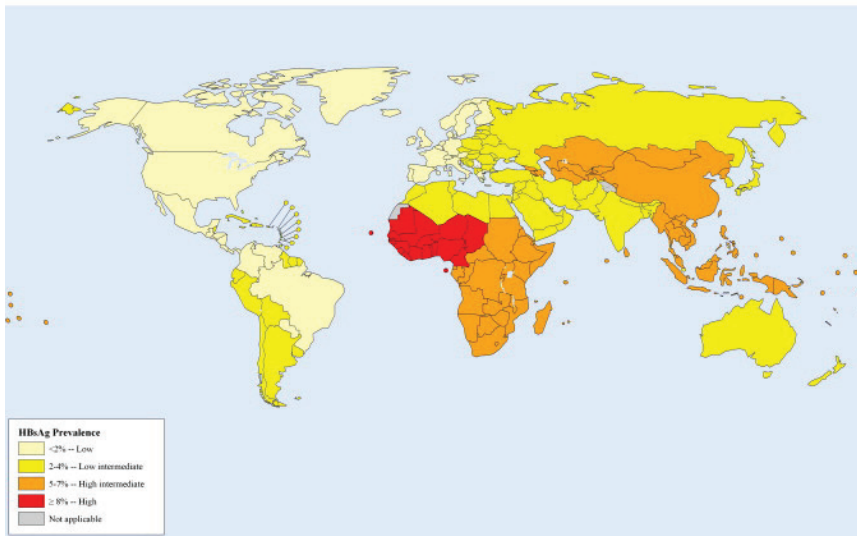 HBsAg Prevalence
<2% -- Low
2-4% -- Low intermediate
5-7% -- High intermediate
≥ 8% -- High
Not applicable